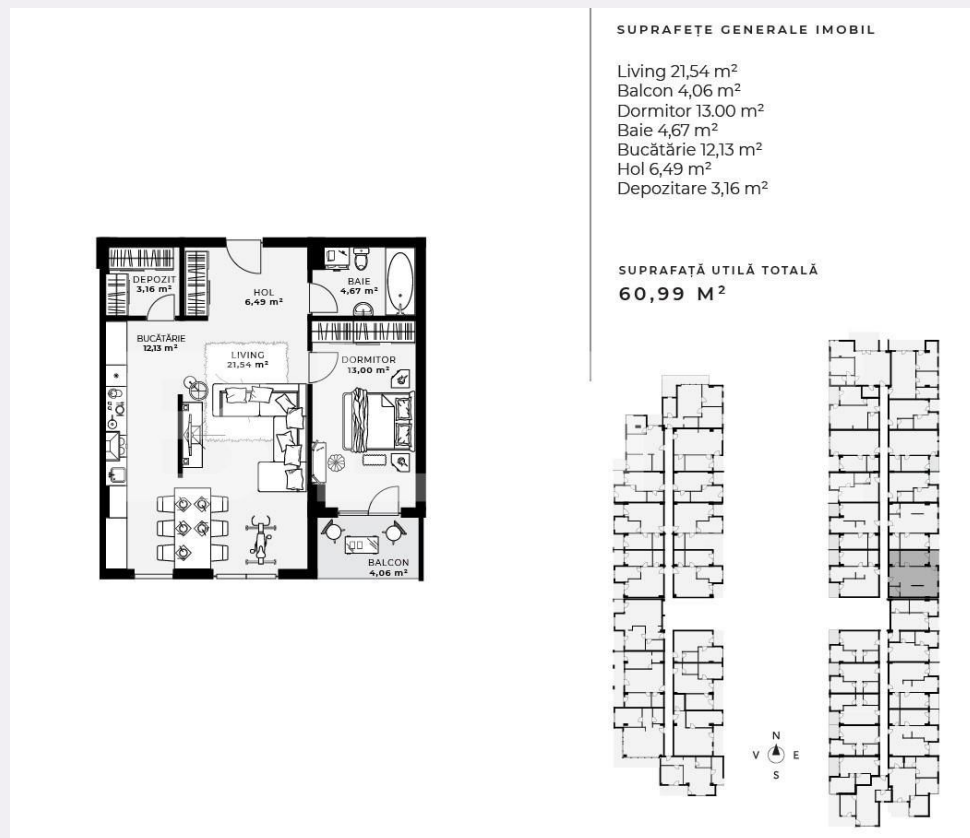 SUPRAFEȚE GENERALE IMOBIL
Living 21,54 m²
Balcon 4,06 m²
Dormitor 13.00 m²
Baie 4,67 m²
Bucătărie 12,13 m²
Hol 6,49 m²
Depozitare 3,16 m²
SUPRAFAȚĂ UTILĂ TOTALĂ
60,99 M²
DEPOZIT
3,16 m²
HOL
6,49 m²
BAIE
4,67 m²
BUCĂTĂRIE
12,13 m²
LIVING
21,54 m²
DORMITOR
13,00 m²
BALCON
4,06 m²
N
V E
S